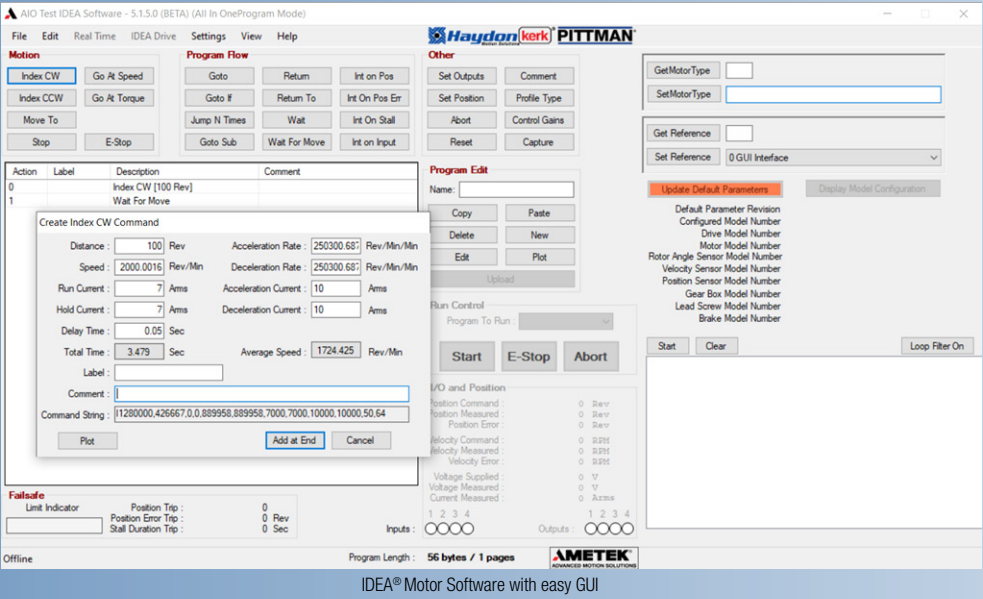 AIO Test IDEA Software - 5.1.5.0 (BETA) (All In OneProgram Mode)
File Edit Real Time IDEA Drive Settings View Help
Haydon kerk PITTMAN
Motion Solutions
Motion
Index CW Go At Speed
Index CCW Go At Torque
Move To
Stop E-Stop
Program Flow
Goto Return Int on Pos
Goto If Return To Int On Pos Err
Jump N Times Wait Int On Stall
Goto Sub Wait For Move Int on Input
Other
Set Outputs Comment
Set Position Profile Type
Abort Control Gains
Reset Capture
GetMotorType
SetMotorType
Get Reference
Set Reference 0 GUI Interface
Update Default Parameterrs Display Model Configuration
Default Parameter Revision
Configured Model Number
Drive Model Number
Motor Model Number
Rotor Angle Sensor Model Number
Velocity Sensor Model Number
Position Sensor Model Number
Gear Box Model Number
Lead Screw Model Number
Brake Model Number
Start Clear Loop Filter On
Action Label Description Comment
0 Index CW [100 Rev]
1 Wait For Move
Program Edit
Name:
Copy Paste
Delete New
Edit Plot
Upload
Create Index CW Command
Distance : 100 Rev Acceleration Rate : 250300.687 Rev/Min/Min
Speed : 2000.0016 Rev/Min Deceleration Rate : 250300.687 Rev/Min/Min
Run Current : 7 Arms Acceleration Current : 10 Arms
Hold Current : 7 Arms Deceleration Current : 10 Arms
Delay Time : 0.05 Sec
Total Time : 3.479 Sec Average Speed : 1724.425 Rev/Min
Label :
Comment :
Command String : I1280000,426667,0,0,889958,889958,7000,7000,10000,10000,50,64
Plot Add at End Cancel
Run Control
Program To Run :
Start E-Stop Abort
I/O and Position
Position Command : 0 Rev
Position Measured : 0 Rev
Position Error : 0 Rev
Velocity Command : 0 RPM
Velocity Measured : 0 RPM
Velocity Error : 0 RPM
Voltage Supplied : 0 V
Voltage Measured : 0 V
Current Measured : 0 Arms
1 2 3 4 1 2 3 4
Inputs : Outputs :
Failsafe
Limit Indicator
Position Trip : 0
Position Error Trip : 0 Rev
Stall Duration Trip : 0 Sec
Offline Program Length : 56 bytes / 1 pages
AMETEK
ADVANCED MOTION SOLUTIONS
IDEA® Motor Software with easy GUI